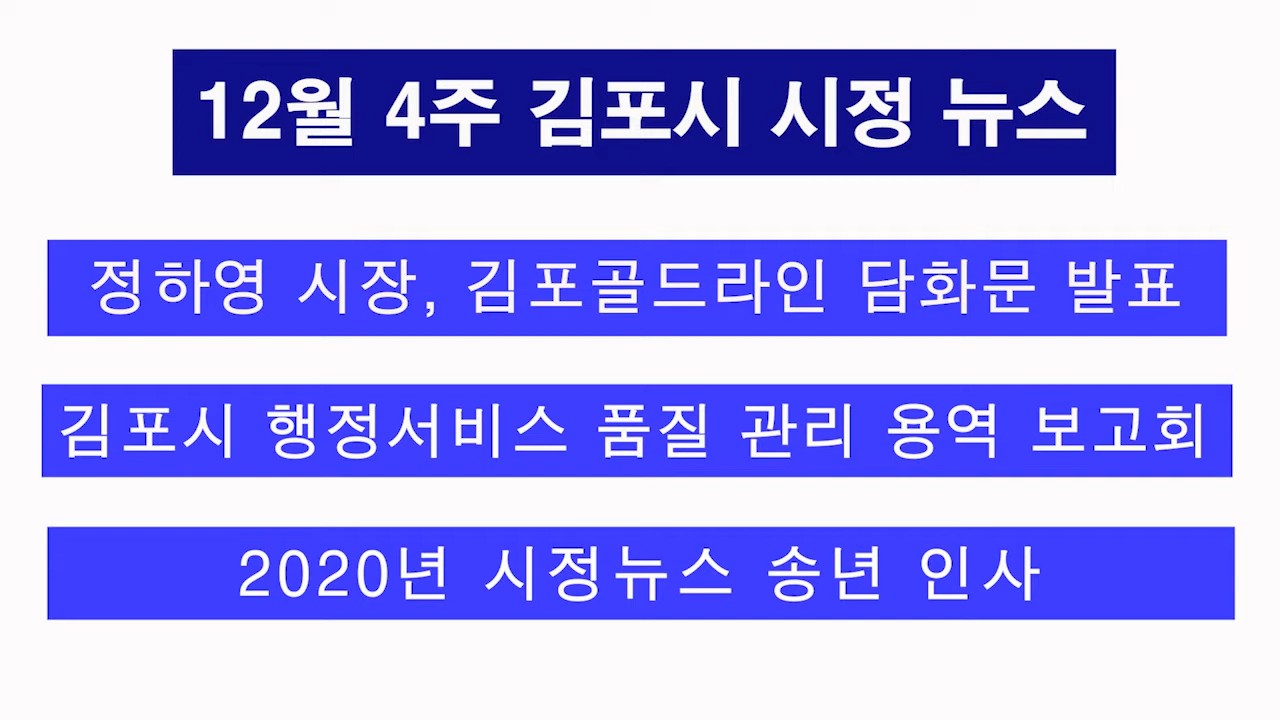 12월 4주 김포시 시정 뉴스
정하영 시장, 김포골드라인 담화문 발표
김포시 행정서비스 품질 관리 용역 보고회
2020년 시정뉴스 송년 인사